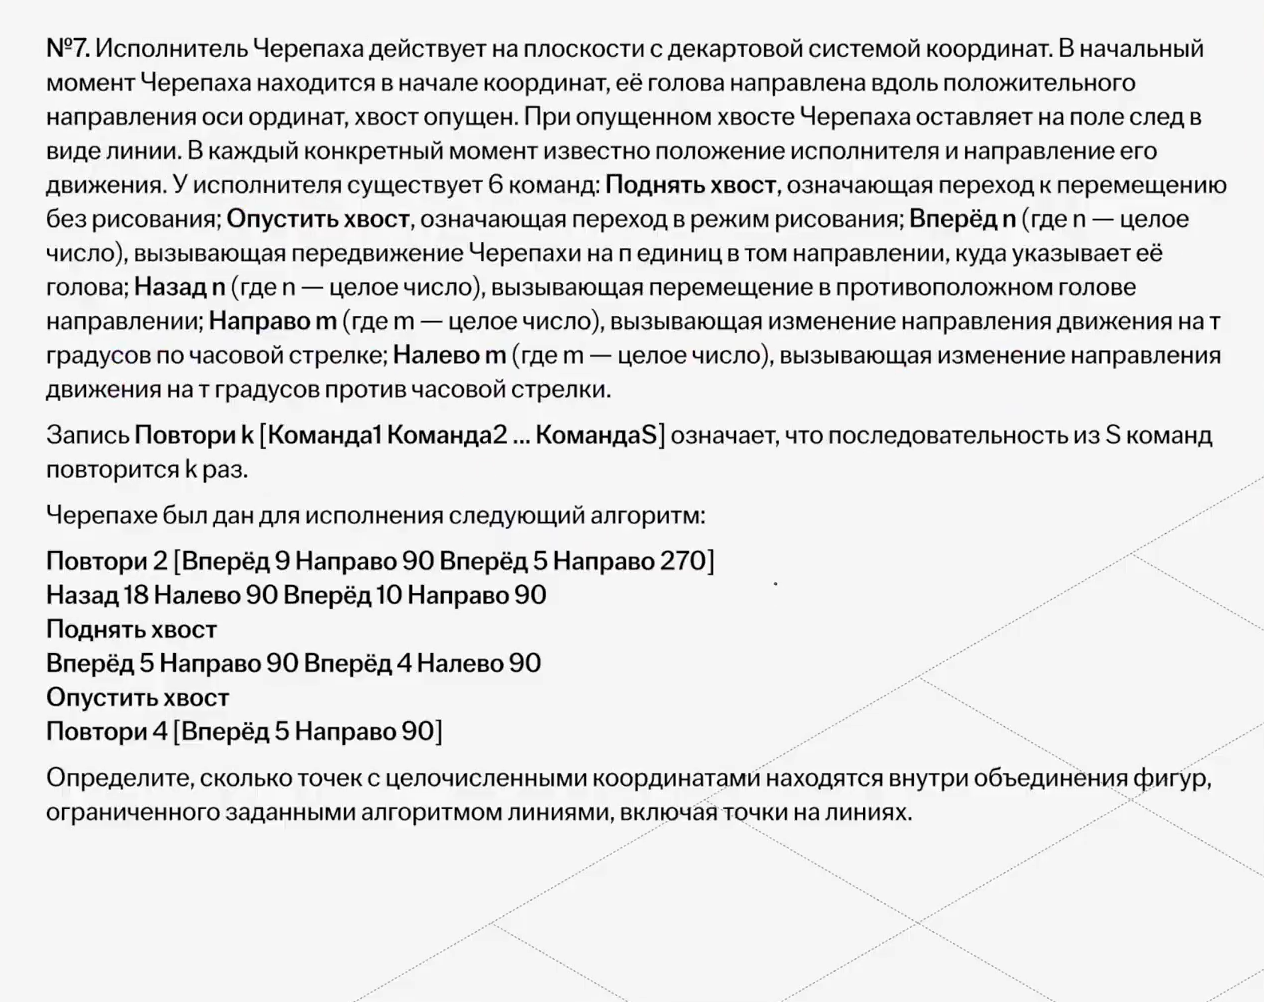 №7. Исполнитель Черепаха действует на плоскости с декартовой системой координат. В начальный
момент Черепаха находится в начале координат, её голова направлена вдоль положительного
направления оси ординат, хвост опущен. При опущенном хвосте Черепаха оставляет на поле след в
виде линии. В каждый конкретный момент известно положение исполнителя и направление его
движения. У исполнителя существует 6 команд: Поднять хвост, означающая переход к перемещению
без рисования; Опустить хвост, означающая переход в режим рисования; Вперёд n (где n — целое
число), вызывающая передвижение Черепахи на n единиц в том направлении, куда указывает её
голова; Назад n (где n — целое число), вызывающая перемещение в противоположном голове
направлении; Направо m (где m — целое число), вызывающая изменение направления движения на т
градусов по часовой стрелке; Налево m (где m — целое число), вызывающая изменение направления
движения на т градусов против часовой стрелки.
Запись Повтори k [Команда1 Команда2 ... КомандаS] означает, что последовательность из S команд
повторится k раз.
Черепахе был дан для исполнения следующий алгоритм:
Повтори 2 [Вперёд 9 Направо 90 Вперёд 5 Направо 270]
Назад 18 Налево 90 Вперёд 10 Направо 90
Поднять хвост
Вперёд 5 Направо 90 Вперёд 4 Налево 90
Опустить хвост
Повтори 4 [Вперёд 5 Направо 90]
Определите, сколько точек с целочисленными координатами находятся внутри объединения фигур,
ограниченного заданными алгоритмом линиями, включая точки на линиях.